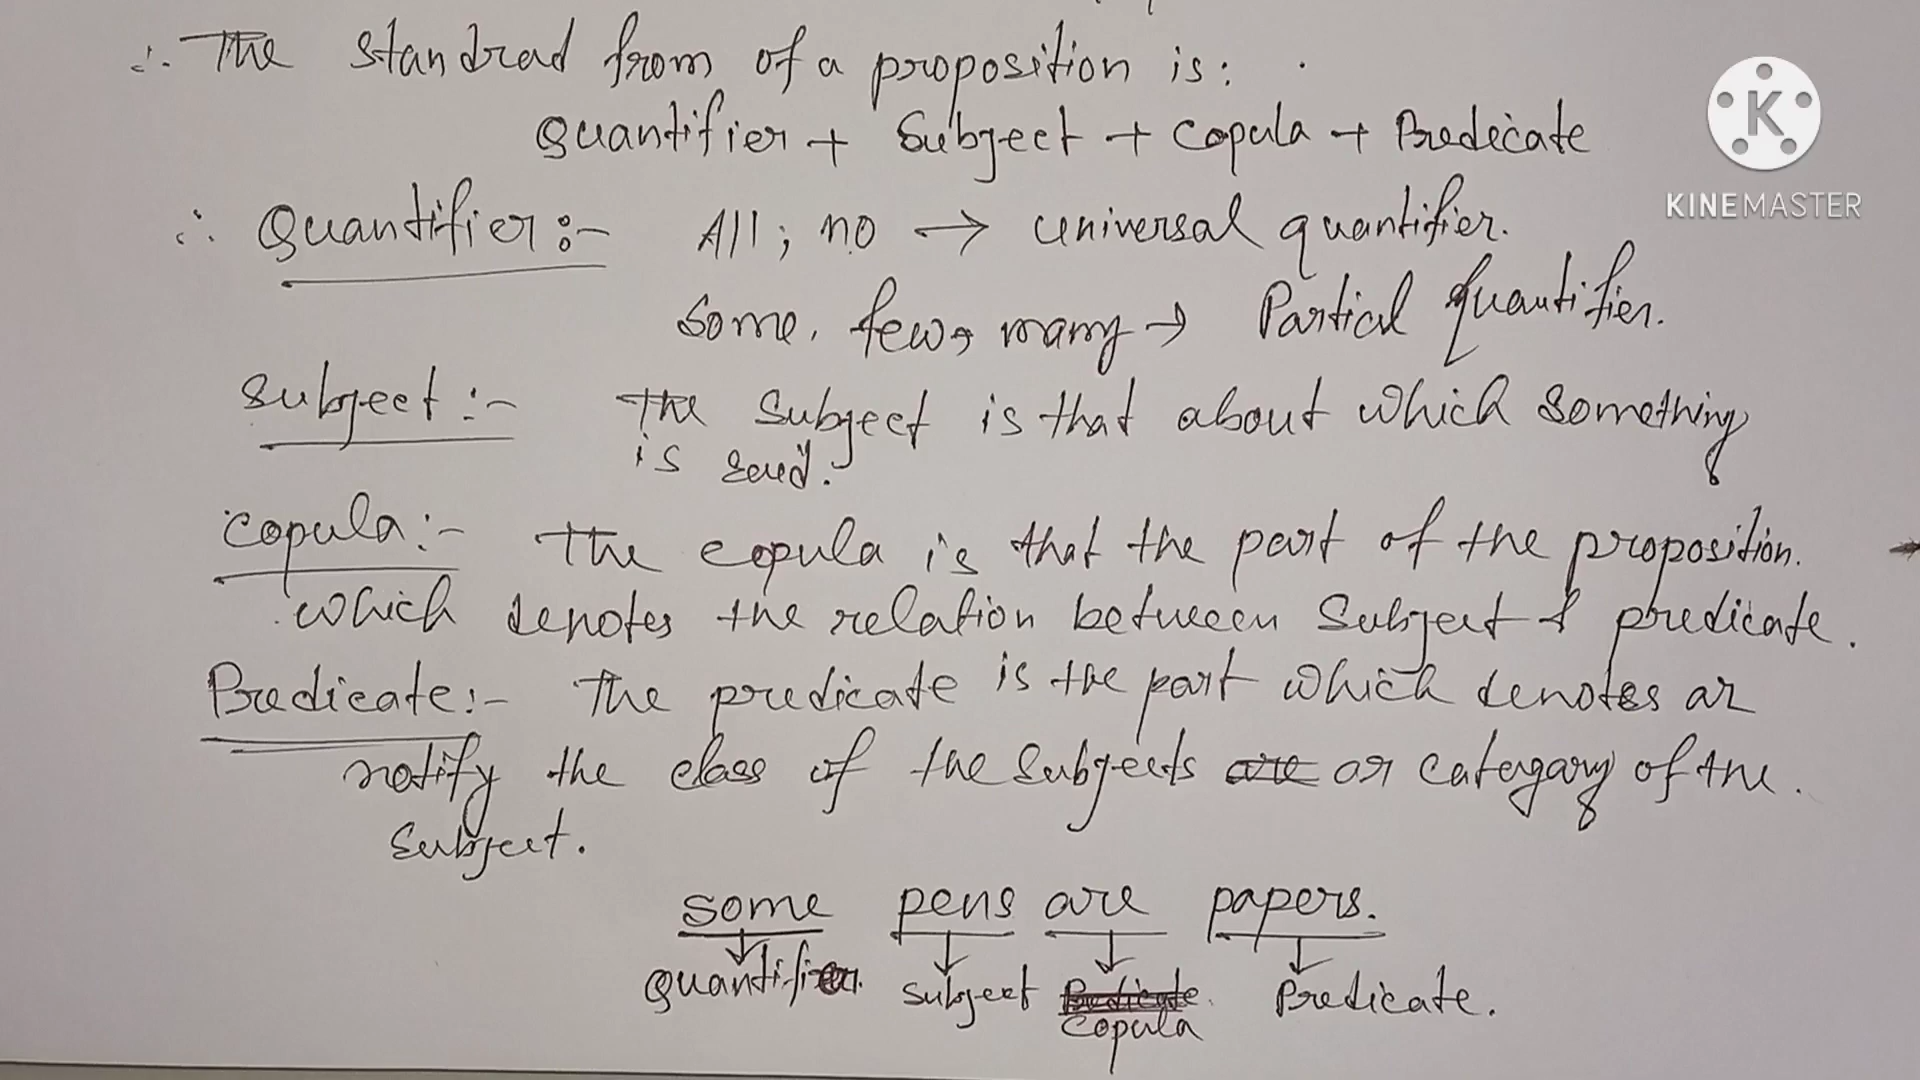 ∴ The standrad from of a proposition is:
Quantifier + Subject + Copula + Predicate
K
KINEMASTER
∴ Quantifier :- All ; no → universal quantifier.
Some, few, many → Partial quantifier.
Subject :- The Subject is that about which something
is said.
Copula :- The copula is that the part of the proposition.
which denotes the relation between Subject & predicate.
Predicate :- The predicate is the part which denotes or
notify the class of the subjects are or catagary of the.
Subject.
some pens are papers.
quantifier. Subject Predicate. Predicate.
Copula